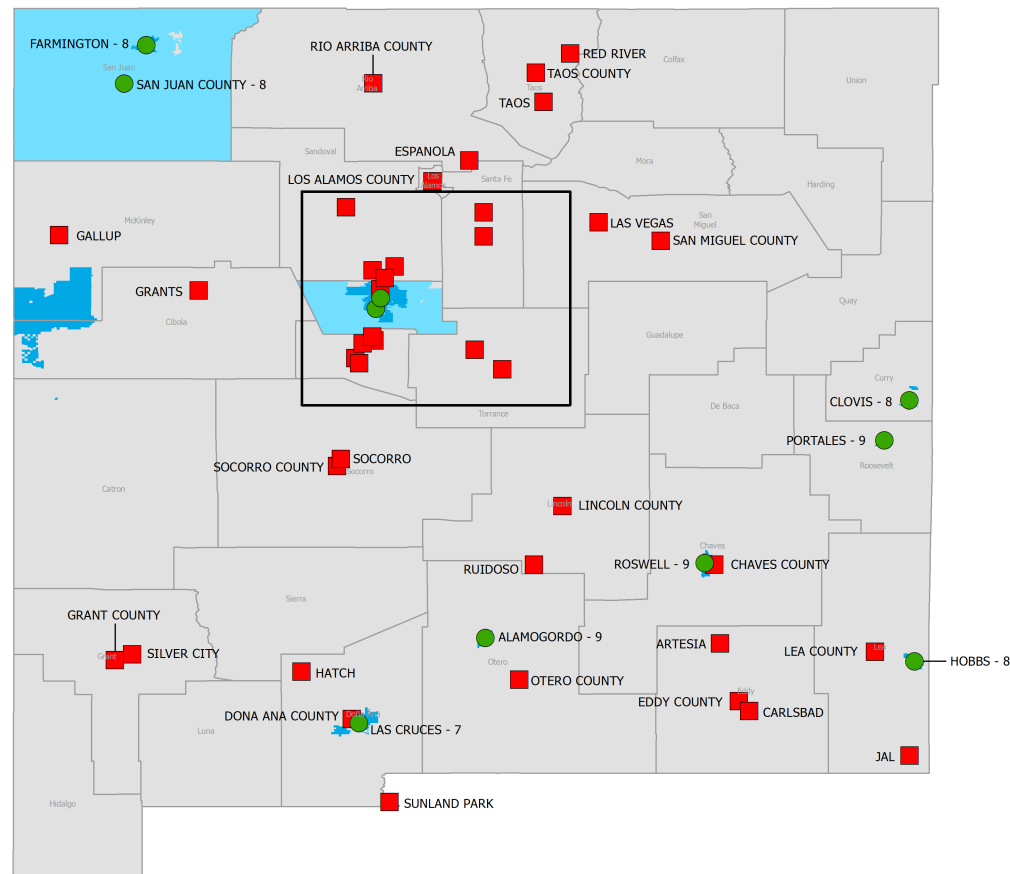 RIO ARRIBA COUNTY
FARMINGTON - 8
San Juan
SAN JUAN COUNTY - 8
Rio
Arriba
RED RIVER
TAOS COUNTY
Taos
TAOS
Colfax
Union
Sandoval
ESPANOLA
LOS ALAMOS COUNTY
Los
Alamos
Santa Fe
Mora
Harding
McKinley
GALLUP
LAS VEGAS
San
Miguel
SAN MIGUEL COUNTY
GRANTS
Cibola
Quay
Guadalupe
Curry
CLOVIS - 8
De Baca
Torrance
PORTALES - 9
Roosevelt
SOCORRO
SOCORRO COUNTY
Socorro
Catron
Lincoln
LINCOLN COUNTY
Chaves
ROSWELL - 9
CHAVES COUNTY
RUIDOSO
Sierra
GRANT COUNTY
Grant
SILVER CITY
ALAMOGORDO - 9
Otero
OTERO COUNTY
ARTESIA
LEA COUNTY
Lea
HOBBS - 8
HATCH
Eddy
EDDY COUNTY
CARLSBAD
DONA ANA COUNTY
LAS CRUCES - 7
Luna
JAL
Hidalgo
SUNLAND PARK